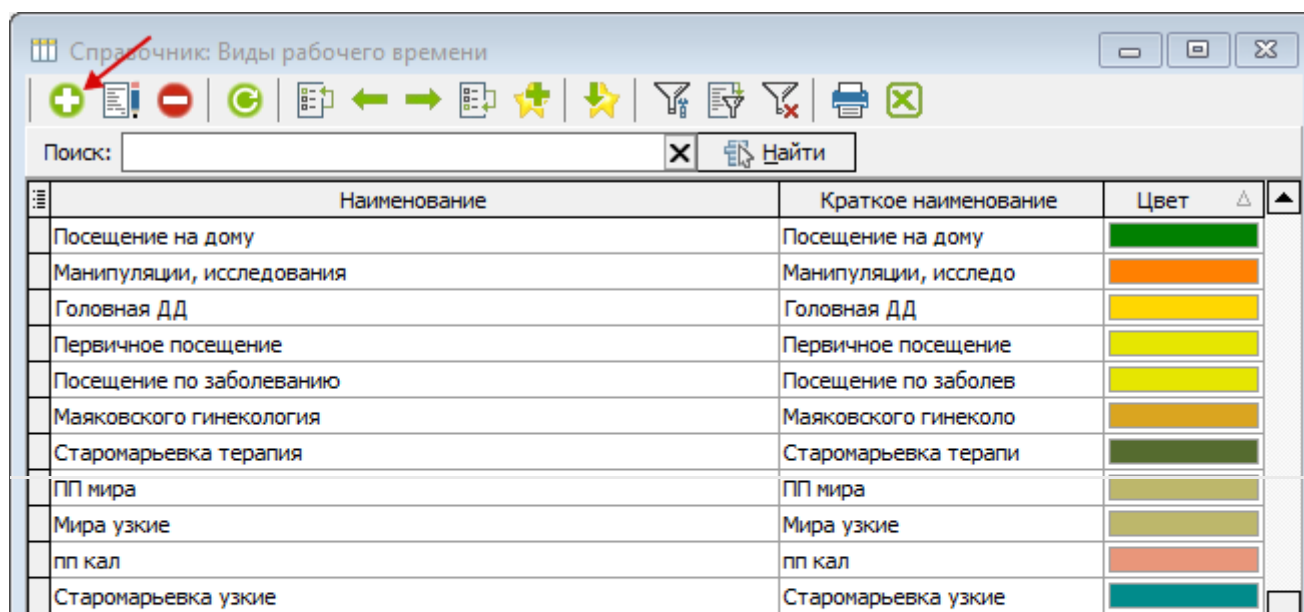 Справочник: Виды рабочего времени
Поиск: Найти
Наименование Краткое наименование Цвет
Посещение на дому Посещение на дому
Манипуляции, исследования Манипуляции, исследо
Головная ДД Головная ДД
Первичное посещение Первичное посещение
Посещение по заболеванию Посещение по заболев
Маяковского гинекология Маяковского гинеколо
Старомарьевка терапия Старомарьевка терапи
ПП мира ПП мира
Мира узкие Мира узкие
пп кал пп кал
Старомарьевка узкие Старомарьевка узкие